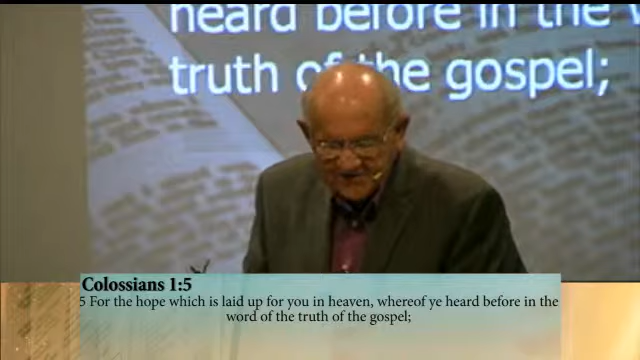 heard before in the
truth of the gospel;
Colossians 1:5
5 For the hope which is laid up for you in heaven, whereof ye heard before in the
word of the truth of the gospel;